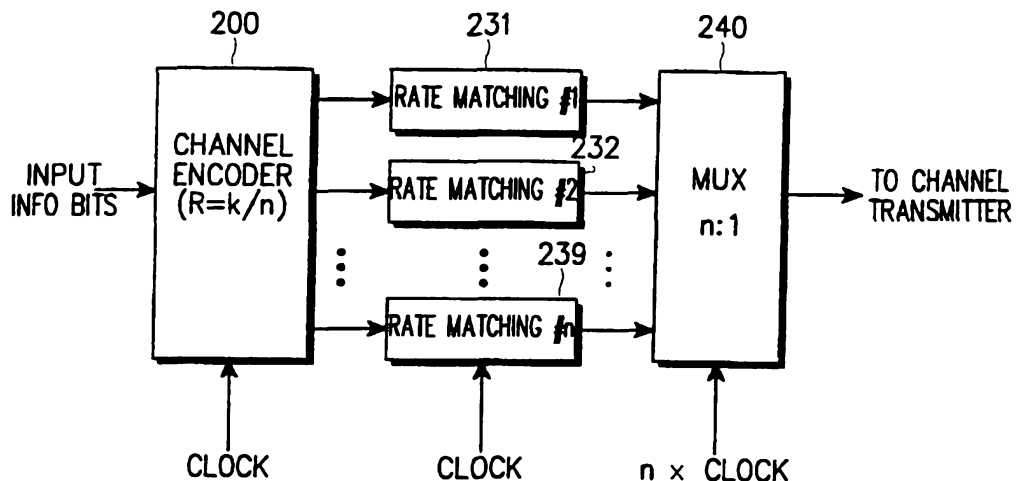 200
231
240
RATE MATCHING #1
CHANNEL
ENCODER
(R=k/n)
INPUT
INFO BITS
232
RATE MATCHING #2
MUX
n:1
TO CHANNEL
TRANSMITTER
239
RATE MATCHING #n
CLOCK
CLOCK
n x CLOCK